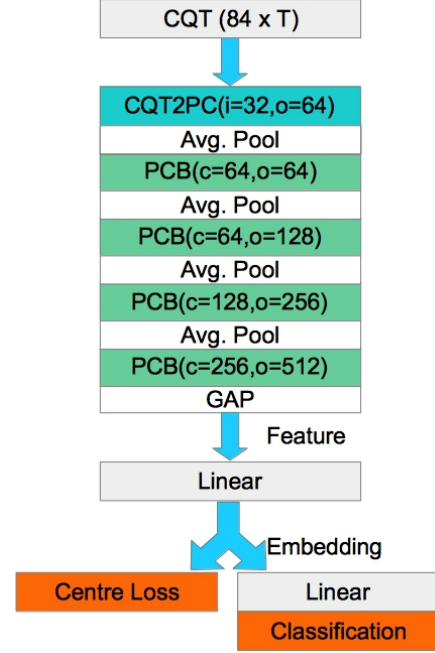 CQT (84 x T)
CQT2PC(i=32,o=64)
Avg. Pool
PCB(c=64,o=64)
Avg. Pool
PCB(c=64,o=128)
Avg. Pool
PCB(c=128,o=256)
Avg. Pool
PCB(c=256,o=512)
GAP
Feature
Linear
Embedding
Centre Loss
Linear
Classification